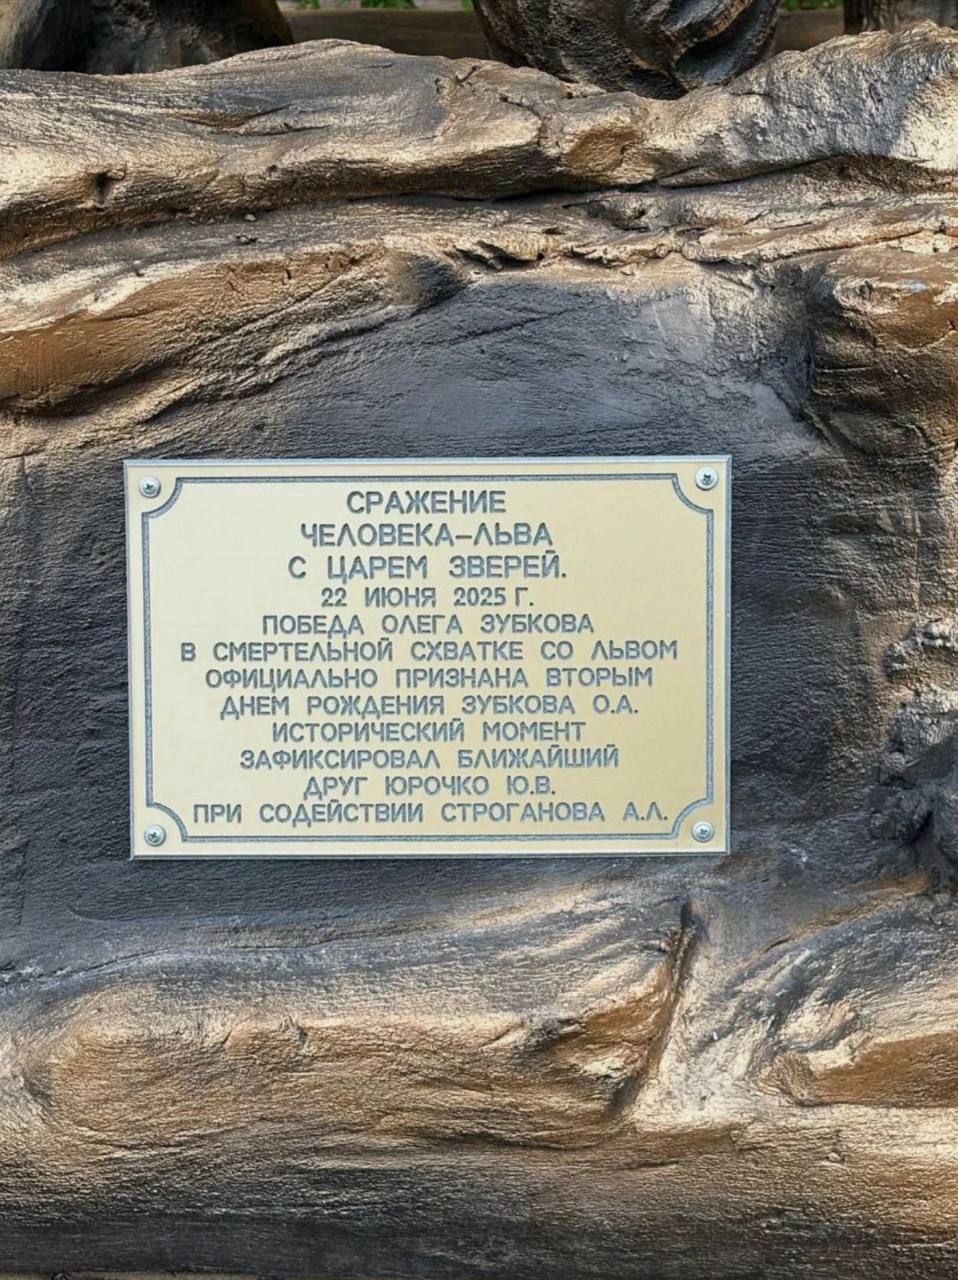 СРАЖЕНИЕ
ЧЕЛОВЕКА-ЛЬВА
С ЦАРЕМ ЗВЕРЕЙ.
22 ИЮНЯ 2025 Г.
ПОБЕДА ОЛЕГА ЗУБКОВА
В СМЕРТЕЛЬНОЙ СХВАТКЕ СО ЛЬВОМ
ОФИЦИАЛЬНО ПРИЗНАНА ВТОРЫМ
ДНЕМ РОЖДЕНИЯ ЗУБКОВА О.А.
ИСТОРИЧЕСКИЙ МОМЕНТ
ЗАФИКСИРОВАЛ БЛИЖАЙШИЙ
ДРУГ ЮРОЧКО Ю.В.
ПРИ СОДЕЙСТВИИ СТРОГАНОВА А.Л.